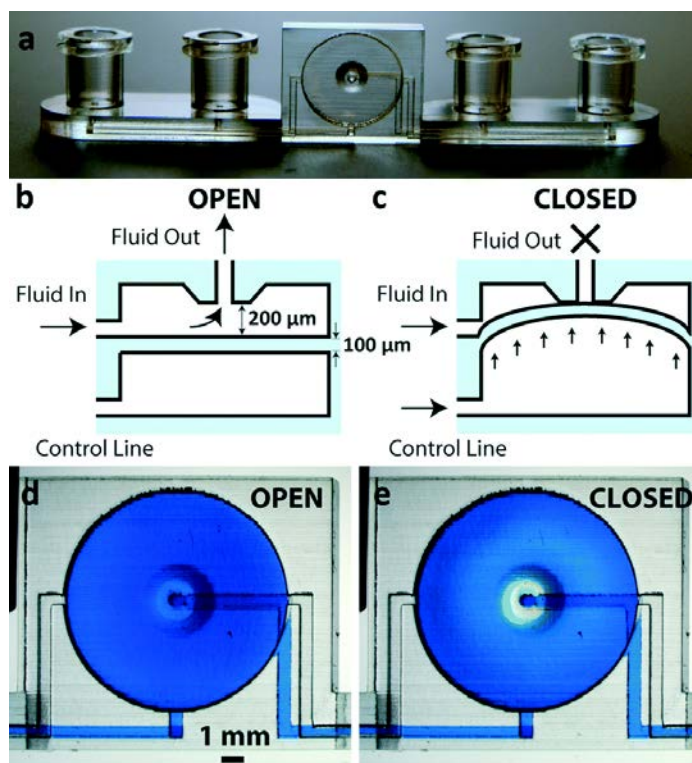 a
b
OPEN
Fluid Out
Fluid In
200 µm
100 µm
Control Line
c
CLOSED
Fluid Out
Fluid In
Control Line
d
OPEN
1 mm
e
CLOSED